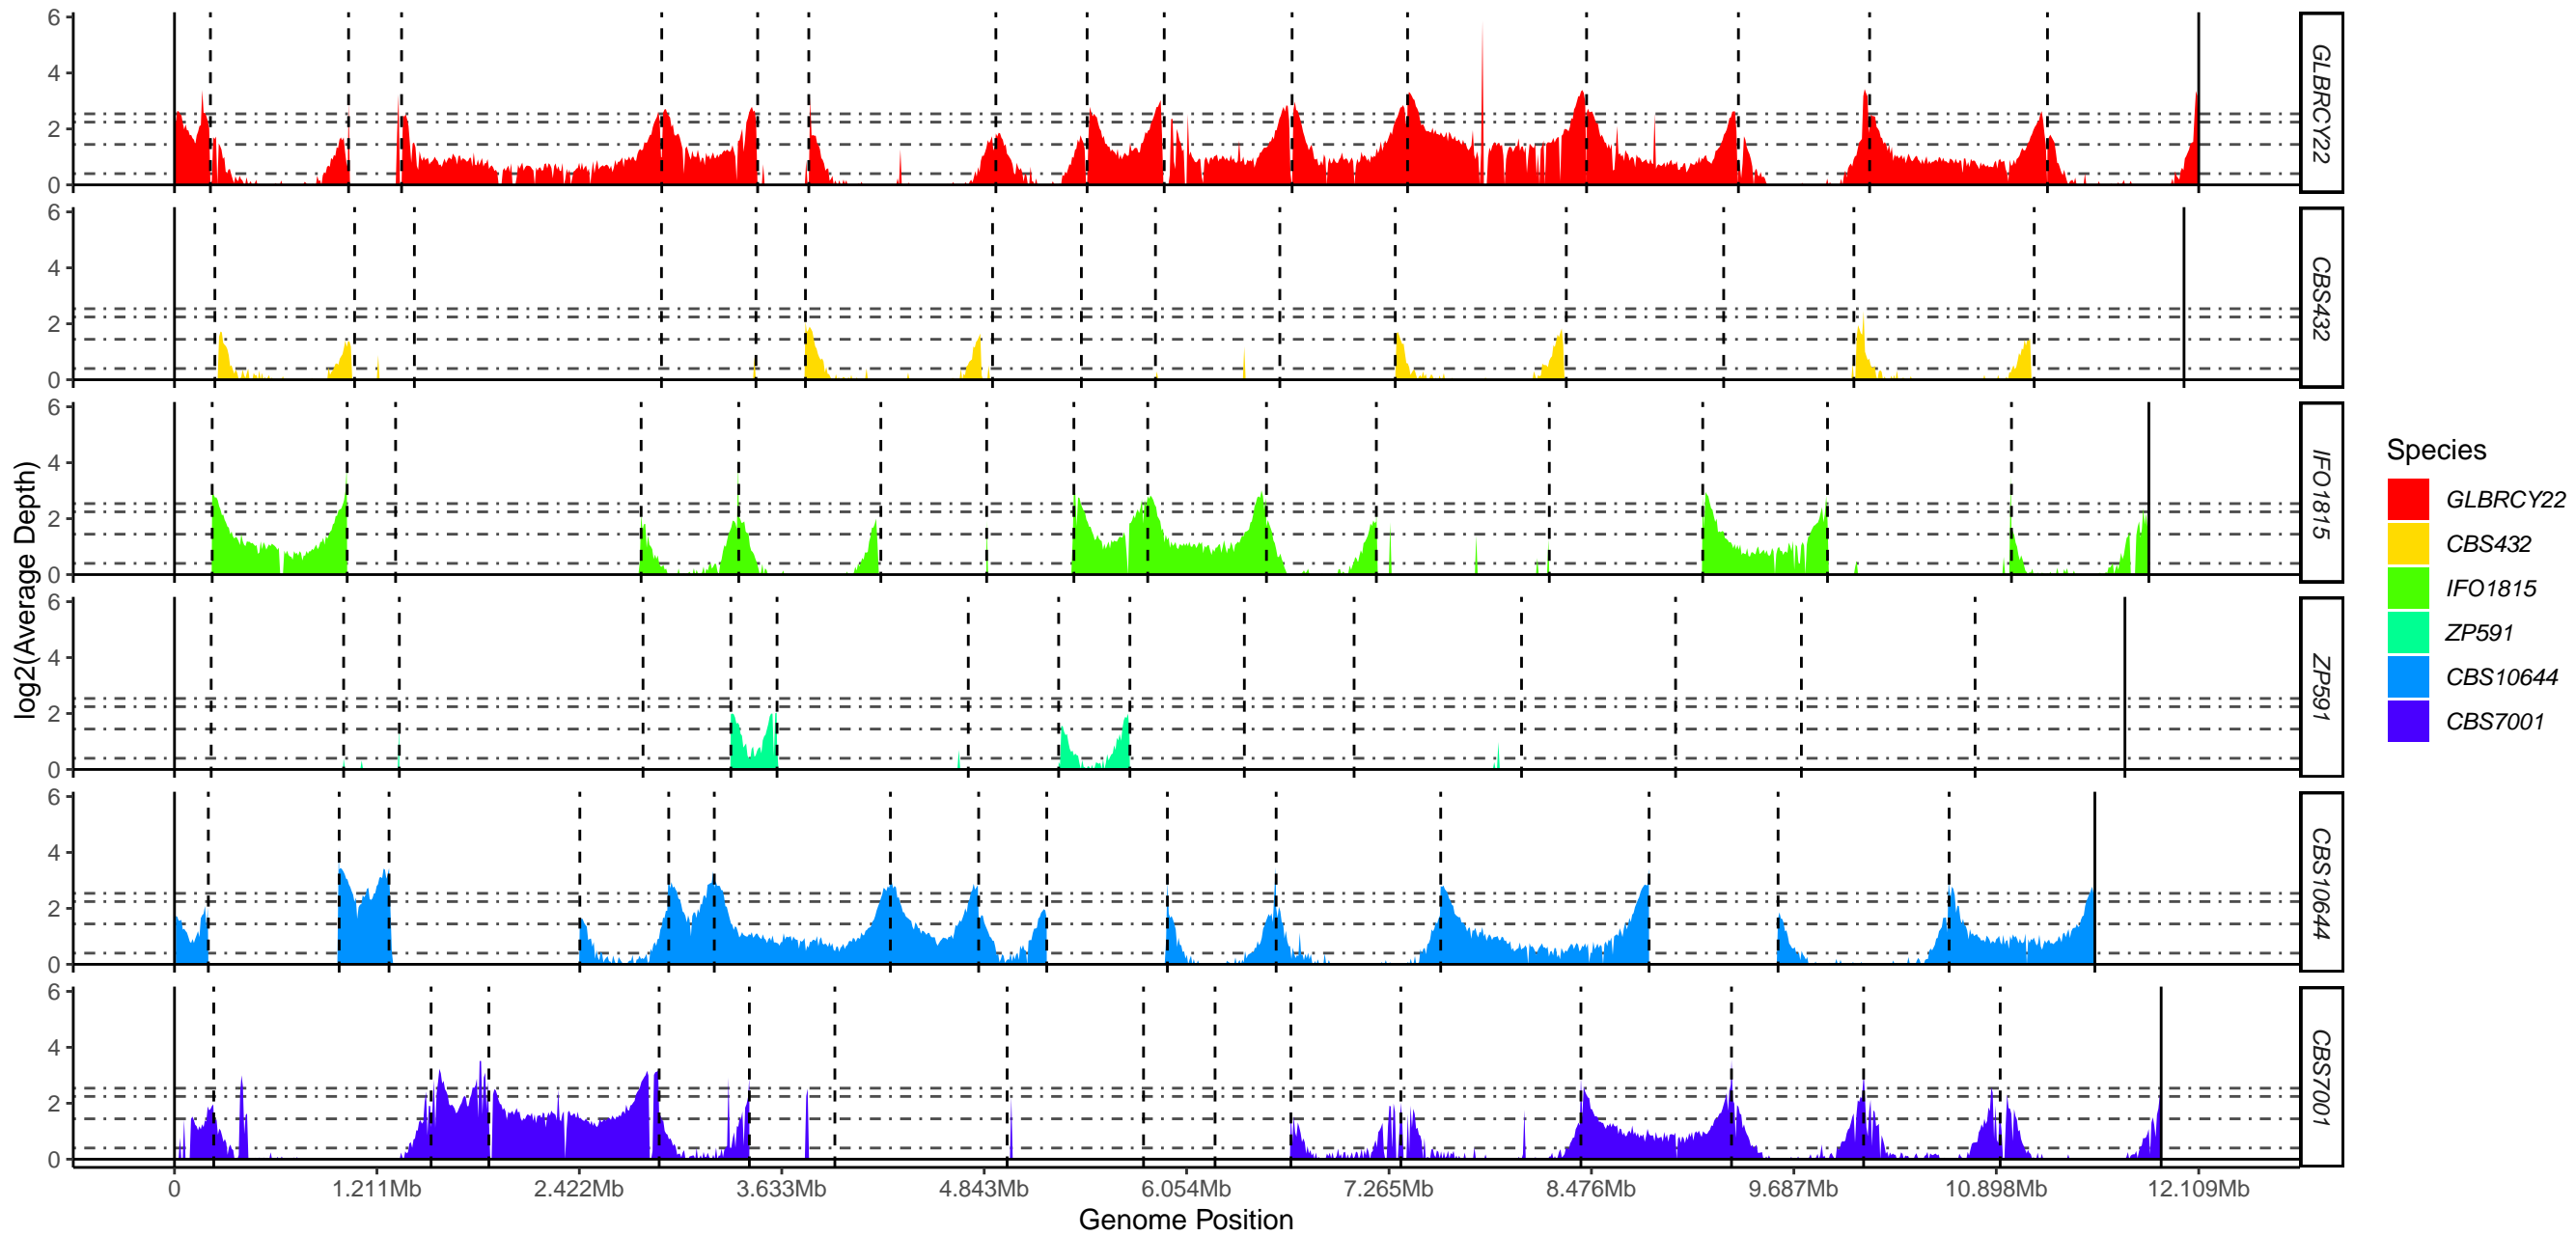 log2(Average Depth)
6
4
2
0
GLBRCY22
6
4
2
0
CBS432
6
4
2
0
IFO1815
6
4
2
0
ZP591
6
4
2
0
CBS10644
6
4
2
0
CBS7001
0 1.211Mb 2.422Mb 3.633Mb 4.843Mb 6.054Mb 7.265Mb 8.476Mb 9.687Mb 10.898Mb 12.109Mb
Genome Position
Species
GLBRCY22
CBS432
IFO1815
ZP591
CBS10644
CBS7001